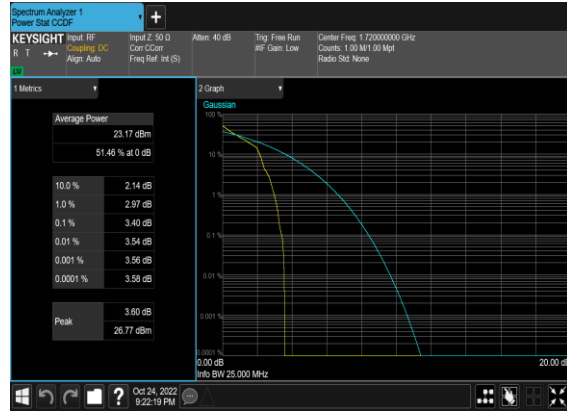 Spectrum Analyzer 1
Power Stat CCDF
KEYSIGHT
R T
Input: RF
Coupling: DC
Align: Auto
Input Z: 50 Ω
Corr CCorr
Freq Ref: Int (S)
Atten: 40 dB
Trig: Free Run
#IF Gain: Low
Center Freq: 1.720000000 GHz
Counts: 1.00 M/1.00 Mpt
Radio Std: None
1 Metrics
Average Power
23.17 dBm
51.46 % at 0 dB
10.0 % 2.14 dB
1.0 % 2.97 dB
0.1 % 3.40 dB
0.01 % 3.54 dB
0.001 % 3.56 dB
0.0001 % 3.58 dB
Peak
3.60 dB
26.77 dBm
2 Graph
Gaussian
100 %
10 %
1 %
0.1 %
0.01 %
0.001 %
0.0001 %
0.00 dB
20.00 dB
Info BW 25.000 MHz
Oct 24, 2022
9:22:19 PM